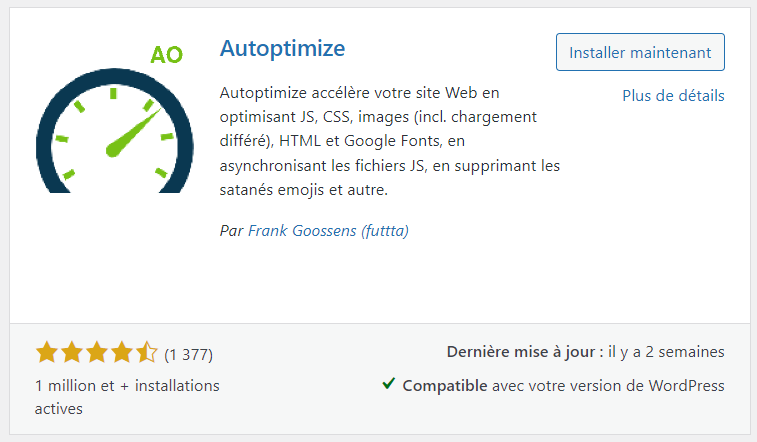 AO
Autoptimize
Installer maintenant
Plus de détails
Autoptimize accélère votre site Web en
optimisant JS, CSS, images (incl. chargement
différé), HTML et Google Fonts, en
asynchronisant les fichiers JS, en supprimant les
satanés emojis et autre.
Par Frank Goossens (futtta)
(1 377)
1 million et + installations
actives
Dernière mise à jour : il y a 2 semaines
Compatible avec votre version de WordPress